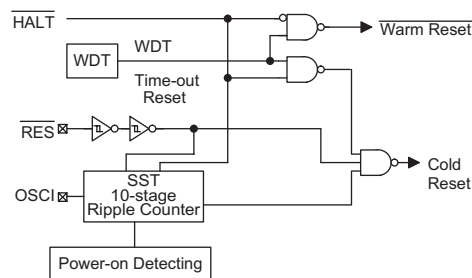 HALT
Warm Reset
WDT
WDT
Time-out
Reset
RES
Cold
Reset
SST
10-stage
Ripple Counter
OSCI
Power-on Detecting